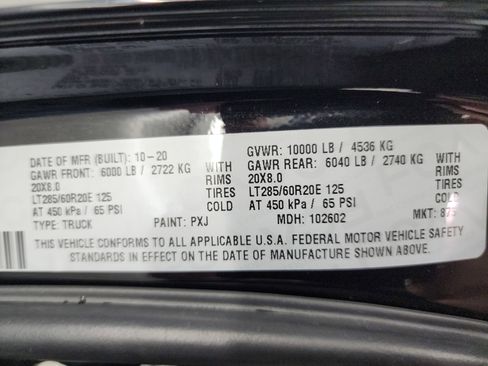 DATE OF MFR (BUILT): 10-20 GVWR: 10000 LB / 4536 KG
GAWR FRONT: 6000 LB / 2722 KG WITH GAWR REAR: 6040 LB / 2740 KG WITH
20X8.0 RIMS 20X8.0 RIMS
LT285/60R20E 125 LT285/60R20E 125
AT 450 kPa / 65 PSI COLD AT 450 kPa / 65 PSI COLD
TYPE: TRUCK PAINT: PXJ MDH: 102602 MKT:
THIS VEHICLE CONFORMS TO ALL APPLICABLE U.S.A. FEDERAL MOTOR VEHICLE SAFETY
STANDARDS IN EFFECT ON THE DATE OF MANUFACTURE SHOWN ABOVE.